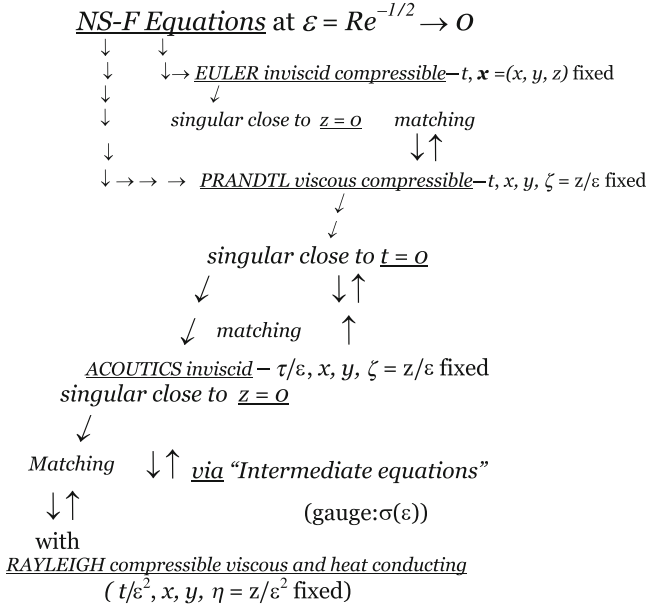 NS-F Equations at ε = Re^{-1/2} → 0
↓ ↓
↓ ↓→ EULER inviscid compressible–t, x =(x, y, z) fixed
↓ ↓
↓ singular close to z = 0 matching
↓ ↓↑
↓→ → → PRANDTL viscous compressible–t, x, y, ζ = z/ε fixed
↓
↓
singular close to t = 0
↓ ↓↑
↓ matching ↑
ACOUTICS inviscid – τ/ε, x, y, ζ = z/ε fixed
singular close to z = 0
↓
Matching ↓↑ via “Intermediate equations”
↓↑ (gauge:σ(ε))
with
RAYLEIGH compressible viscous and heat conducting
( t/ε², x, y, η = z/ε² fixed)